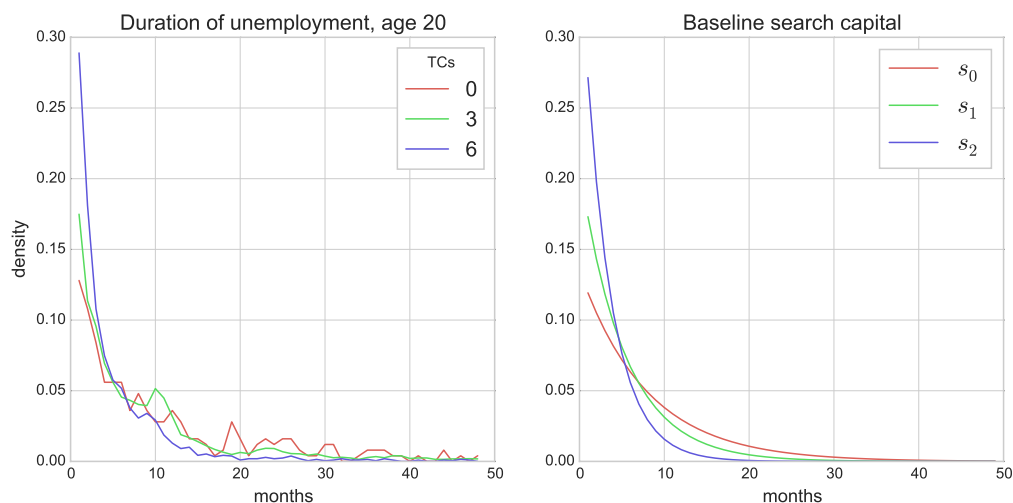 Duration of unemployment, age 20
0.30
0.25
0.20
0.15
0.10
0.05
0.00
density
0 10 20 30 40 50
months
TCs
0
3
6
Baseline search capital
0.30
0.25
0.20
0.15
0.10
0.05
0.00
0 10 20 30 40 50
months
s₀
s₁
s₂